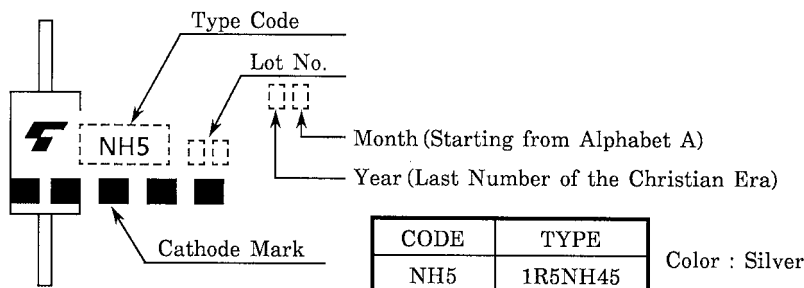 Type Code
Lot No.
NH5
Month (Starting from Alphabet A)
Year (Last Number of the Christian Era)
Cathode Mark
CODE TYPE
NH5 1R5NH45
Color : Silver